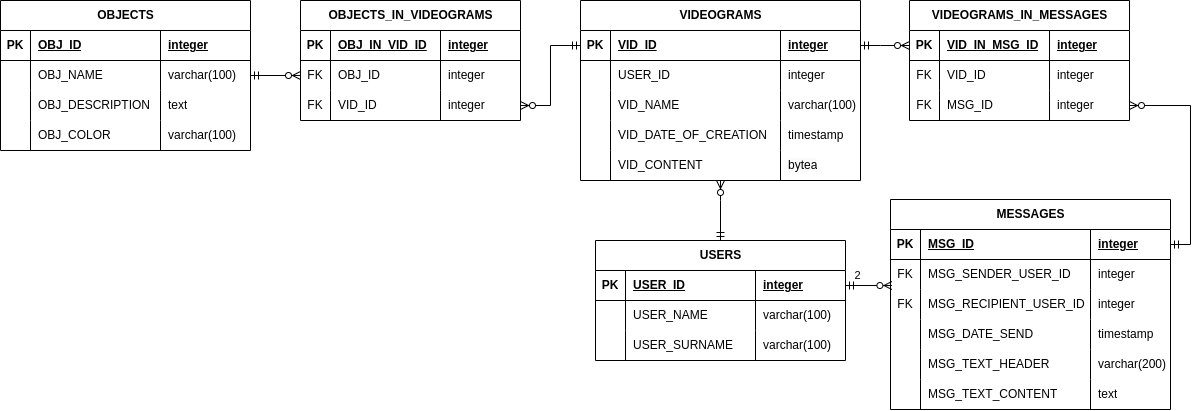 OBJECTS
PK OBJ_ID integer
OBJ_NAME varchar(100)
OBJ_DESCRIPTION text
OBJ_COLOR varchar(100)
OBJECTS_IN_VIDEOGRAMS
PK OBJ_IN_VID_ID integer
FK OBJ_ID integer
FK VID_ID integer
VIDEOGRAMS
PK VID_ID integer
USER_ID integer
VID_NAME varchar(100)
VID_DATE_OF_CREATION timestamp
VID_CONTENT bytea
VIDEOGRAMS_IN_MESSAGES
PK VID_IN_MSG_ID integer
FK VID_ID integer
FK MSG_ID integer
USERS
PK USER_ID integer
USER_NAME varchar(100)
USER_SURNAME varchar(100)
2
MESSAGES
PK MSG_ID integer
FK MSG_SENDER_USER_ID integer
FK MSG_RECIPIENT_USER_ID integer
MSG_DATE_SEND timestamp
MSG_TEXT_HEADER varchar(200)
MSG_TEXT_CONTENT text